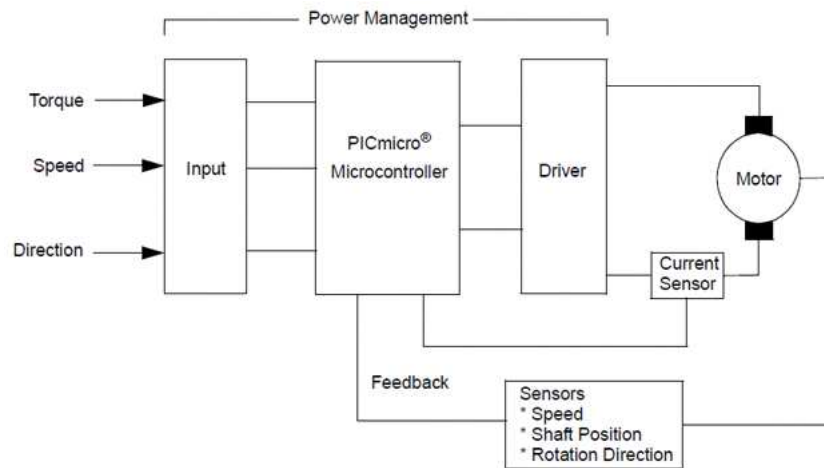 Power Management
Torque
Speed
Direction
Input
PICmicro®
Microcontroller
Driver
Motor
Current
Sensor
Feedback
Sensors
* Speed
* Shaft Position
* Rotation Direction